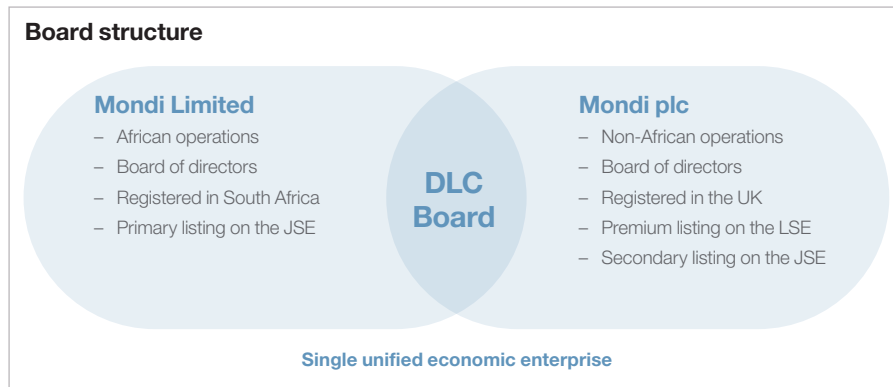 Board structure
Mondi Limited
– African operations
– Board of directors
– Registered in South Africa
– Primary listing on the JSE
DLC
Board
Mondi plc
– Non-African operations
– Board of directors
– Registered in the UK
– Premium listing on the LSE
– Secondary listing on the JSE
Single unified economic enterprise